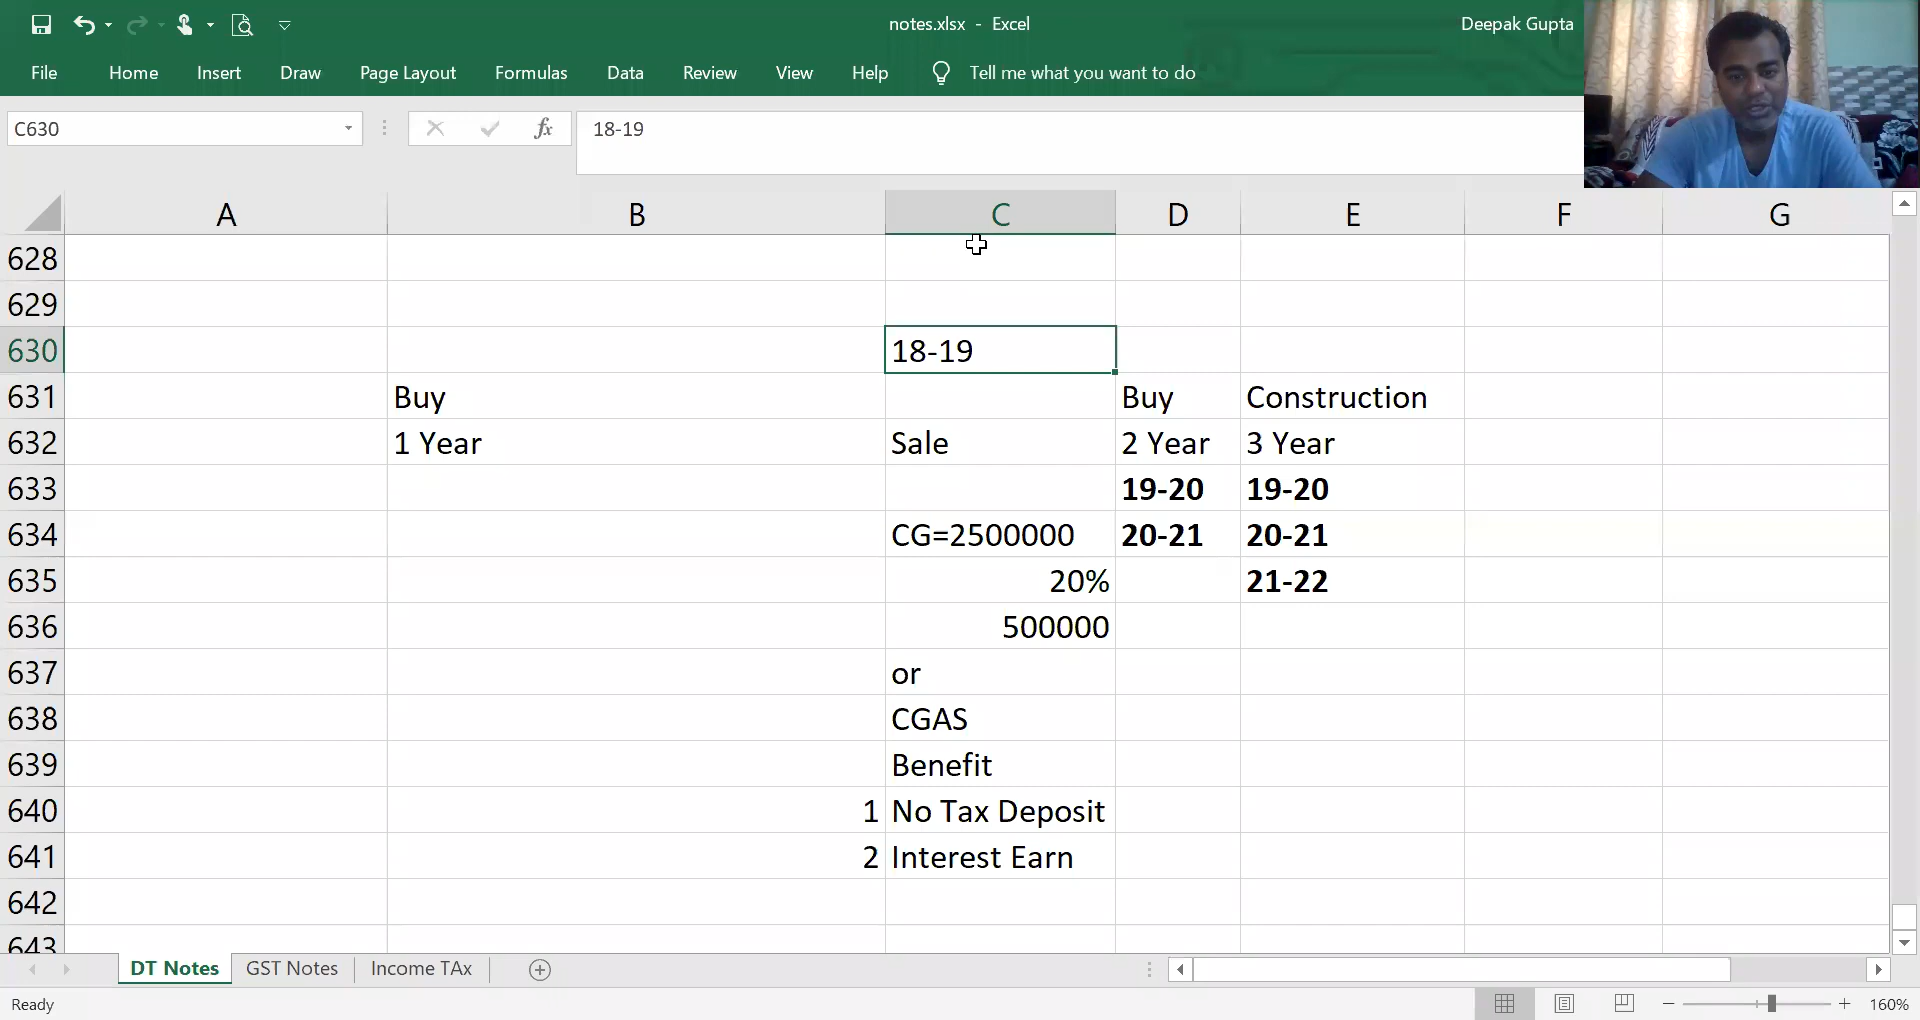 notes.xlsx - Excel
Deepak Gupta
File Home Insert Draw Page Layout Formulas Data Review View Help Tell me what you want to do
C630 fx 18-19
A B C D E F G
628
629
630 18-19
631 Buy Buy Construction
632 1 Year Sale 2 Year 3 Year
633 19-20 19-20
634 CG=2500000 20-21 20-21
635 20% 21-22
636 500000
637 or
638 CGAS
639 Benefit
640 1 No Tax Deposit
641 2 Interest Earn
642
643
DT Notes GST Notes Income TAx
Ready 160%